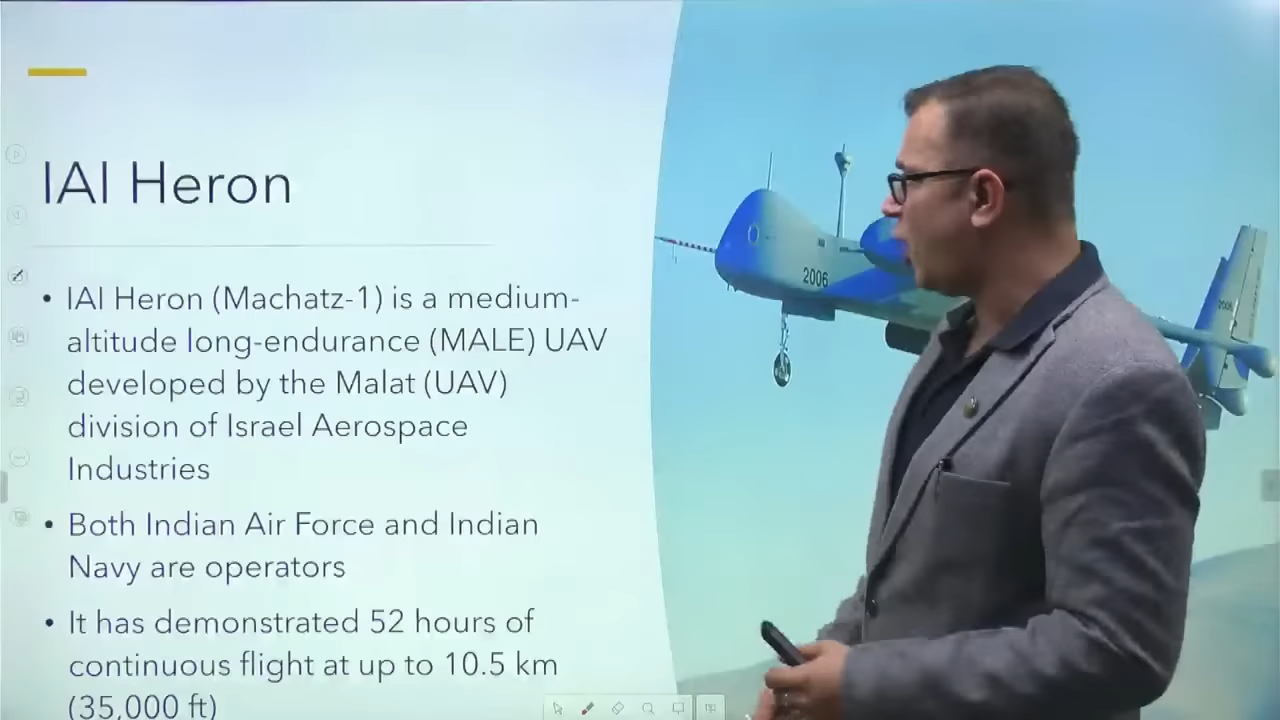 IAI Heron
• IAI Heron (Machatz-1) is a medium-
altitude long-endurance (MALE) UAV
developed by the Malat (UAV)
division of Israel Aerospace
Industries
• Both Indian Air Force and Indian
Navy are operators
• It has demonstrated 52 hours of
continuous flight at up to 10.5 km
(35,000 ft)
2006
2006